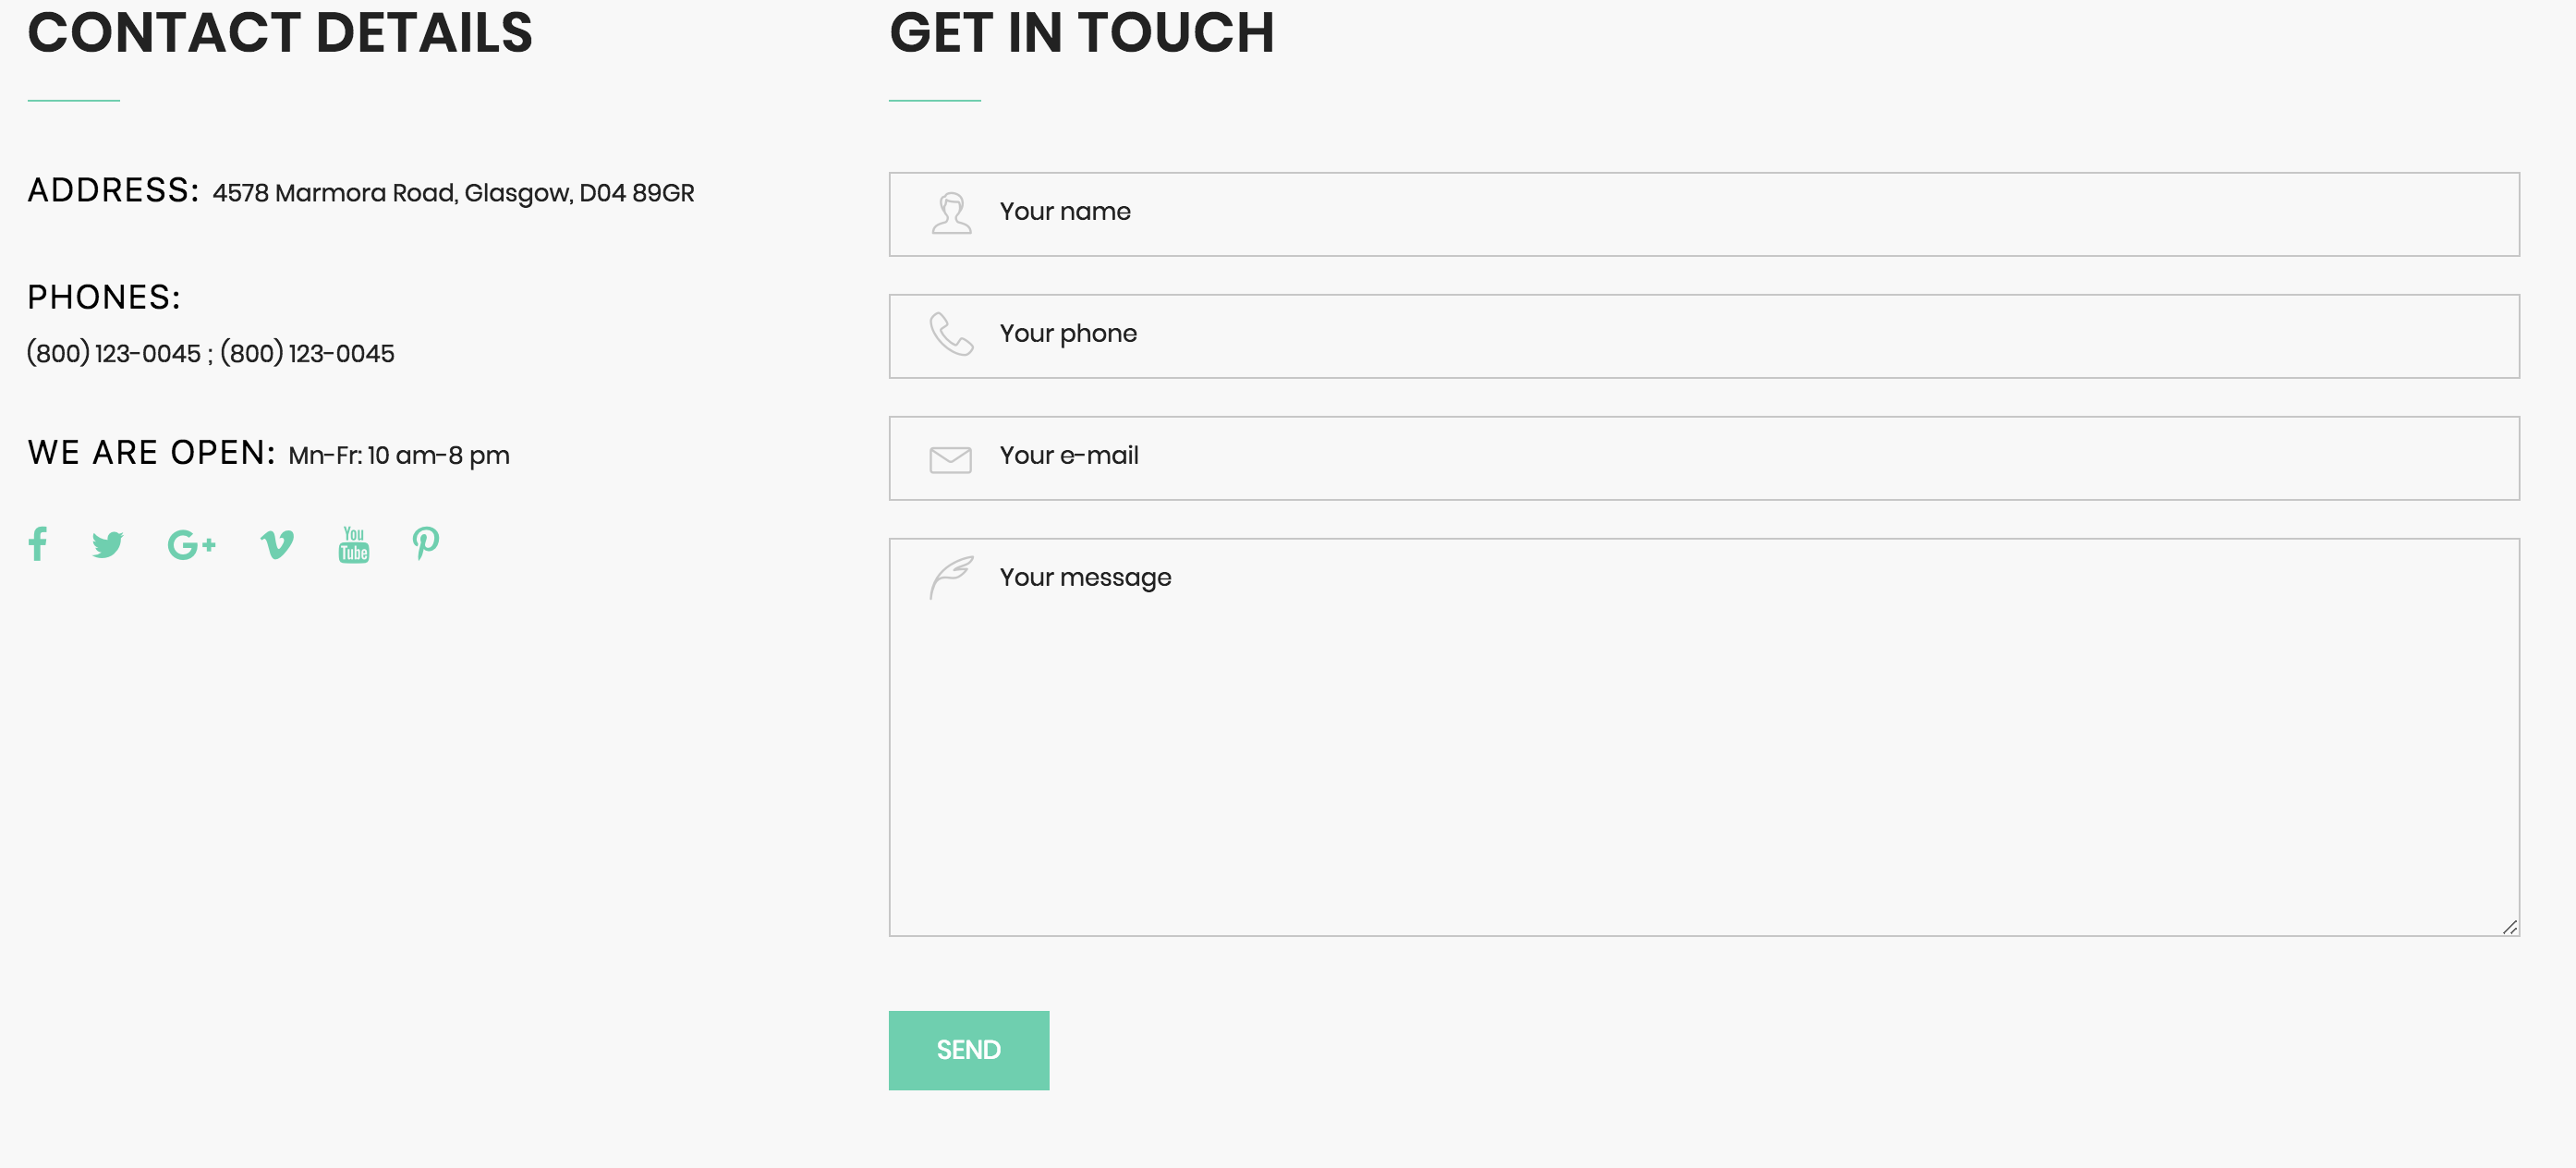 CONTACT DETAILS
ADDRESS: 4578 Marmora Road, Glasgow, D04 89GR
PHONES:
(800) 123-0045 ; (800) 123-0045
WE ARE OPEN: Mn-Fr: 10 am-8 pm
G+
You
Tube
GET IN TOUCH
Your name
Your phone
Your e-mail
Your message
SEND